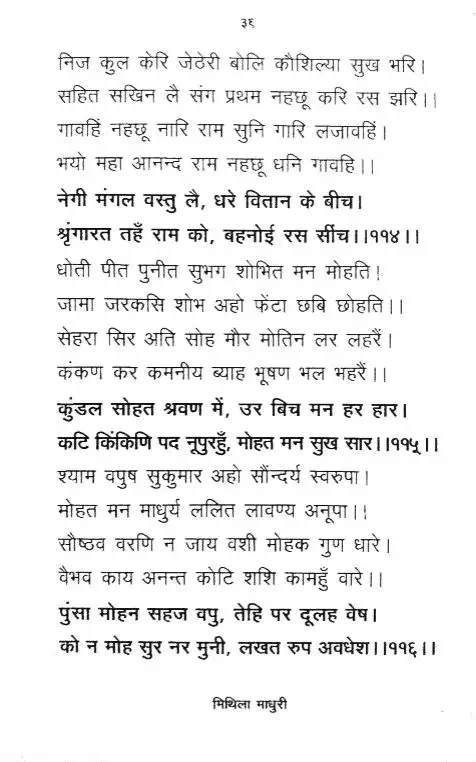 ३६
निज कुल केरि जेठेरी बोलि कौशिल्या सुख भरि।
सहित सखिन लै संग प्रथम नहछू करि रस झरि।।
गावहिं नहछू नारि राम सुनि गारि लजावहिं।
भयो महा आनन्द राम नहछू धनि गावहि।।
नेगी मंगल वस्तु लै, धरे वितान के बीच।
श्रृंगारत तहँ राम को, बहनोई रस सींच।।११४।।
धोती पीत पुनीत सुभग शोभित मन मोहति!
जामा जरकसि शोभ अहो फेंटा छबि छोहति।।
सेहरा सिर अति सोह मौर मोतिन लर लहरैं।
कंकण कर कमनीय ब्याह भूषण भल भहरैं।।
कुंडल सोहत श्रवण में, उर बिच मन हर हार।
कटि किंकिणि पद नूपुरहुँ, मोहत मन सुख सार।।११५।।
श्याम वपुष सुकुमार अहो सौंन्दर्य स्वरुपा।
मोहत मन माधुर्य ललित लावण्य अनूपा।।
सौष्ठव वरणि न जाय वशी मोहक गुण धारे।
वैभव काय अनन्त कोटि शशि कामहुँ वारे।।
पुंसा मोहन सहज वपु, तेहि पर दूलह वेष।
को न मोह सुर नर मुनी, लखत रुप अवधेश।।११६।।
मिथिला माधुरी